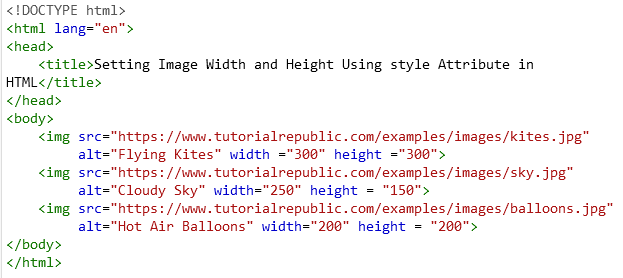 <!DOCTYPE html>
<html lang="en">
<head>
    <title>Setting Image Width and Height Using style Attribute in
HTML</title>
</head>
<body>
    <img src="https://www.tutorialrepublic.com/examples/images/kites.jpg"
         alt="Flying Kites" width ="300" height ="300">
    <img src="https://www.tutorialrepublic.com/examples/images/sky.jpg"
         alt="Cloudy Sky" width="250" height = "150">
    <img src="https://www.tutorialrepublic.com/examples/images/balloons.jpg"
         alt="Hot Air Balloons" width="200" height = "200">
</body>
</html>